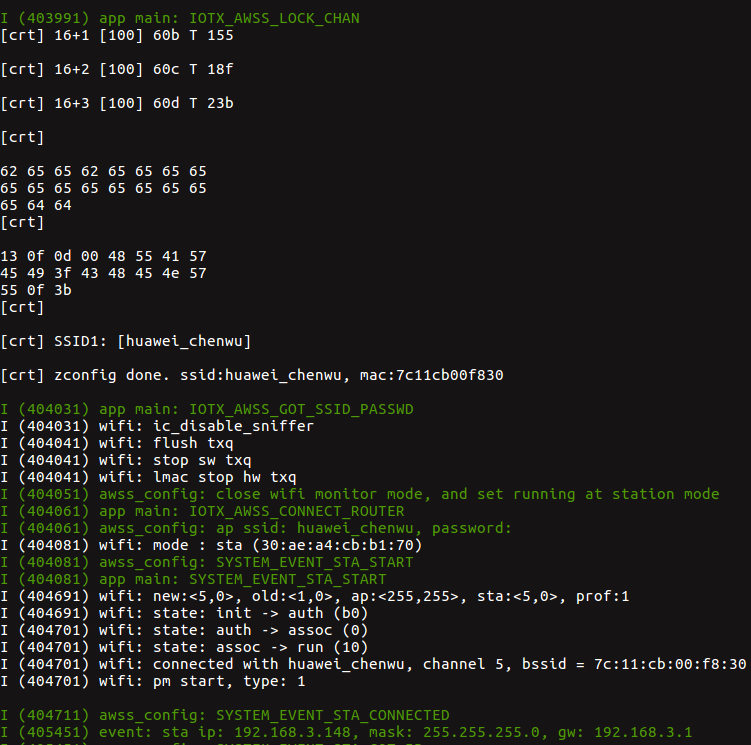 I (403991) app main: IOTX_AWSS_LOCK_CHAN
[crt] 16+1 [100] 60b T 155
[crt] 16+2 [100] 60c T 18f
[crt] 16+3 [100] 60d T 23b
[crt]
62 65 65 62 65 65 65 65
65 65 65 65 65 65 65 65
65 64 64
[crt]
13 0f 0d 00 48 55 41 57
45 49 3f 43 48 45 4e 57
55 0f 3b
[crt]
[crt] SSID1: [huawei_chenwu]
[crt] zconfig done. ssid:huawei_chenwu, mac:7c11cb00f830
I (404031) app main: IOTX_AWSS_GOT_SSID_PASSWD
I (404031) wifi: ic_disable_sniffer
I (404041) wifi: flush txq
I (404041) wifi: stop sw txq
I (404041) wifi: lmac stop hw txq
I (404051) awss_config: close wifi monitor mode, and set running at station mode
I (404061) app main: IOTX_AWSS_CONNECT_ROUTER
I (404061) awss_config: ap ssid: huawei_chenwu, password:
I (404081) wifi: mode : sta (30:ae:a4:cb:b1:70)
I (404081) awss_config: SYSTEM_EVENT_STA_START
I (404081) app main: SYSTEM_EVENT_STA_START
I (404691) wifi: new:<5,0>, old:<1,0>, ap:<255,255>, sta:<5,0>, prof:1
I (404691) wifi: state: init -> auth (b0)
I (404701) wifi: state: auth -> assoc (0)
I (404701) wifi: state: assoc -> run (10)
I (404701) wifi: connected with huawei_chenwu, channel 5, bssid = 7c:11:cb:00:f8:30
I (404701) wifi: pm start, type: 1
I (404711) awss_config: SYSTEM_EVENT_STA_CONNECTED
I (405451) event: sta ip: 192.168.3.148, mask: 255.255.255.0, gw: 192.168.3.1